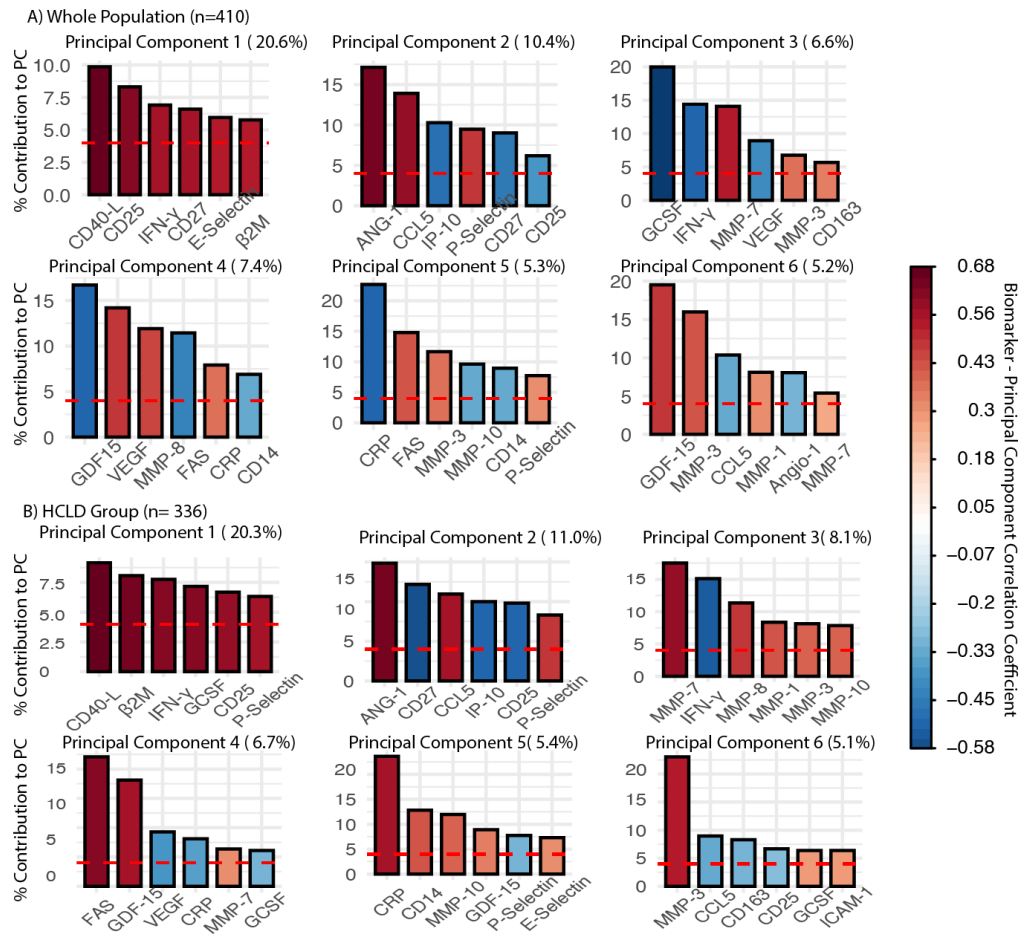 A) Whole Population (n=410)
Principal Component 1 ( 20.6%)
Principal Component 2 ( 10.4%)
Principal Component 3 ( 6.6%)
% Contribution to PC
10.0
7.5
5.0
2.5
0.0
CD40-L
CD25
IFN-γ
CD27
E-Selectin
β2M
15
10
5
0
ANG-1
CCL5
IP-10
P-Selectin
CD27
CD25
20
15
10
5
0
GCSF
IFN-γ
MMP-7
VEGF
MMP-3
CD163
Principal Component 4 ( 7.4%)
Principal Component 5 ( 5.3%)
Principal Component 6 ( 5.2%)
% Contribution to PC
15
10
5
0
GDF15
VEGF
MMP-8
FAS
CRP
CD14
20
15
10
5
0
CRP
FAS
MMP-3
MMP-10
CD14
P-Selectin
20
15
10
5
0
GDF-15
MMP-3
CCL5
MMP-1
Angio-1
MMP-7
0.68
0.56
0.43
0.3
0.18
0.05
−0.07
−0.2
−0.33
−0.45
−0.58
Biomarker - Principal Component Correlation Coefficient
B) HCLD Group (n= 336)
Principal Component 1 ( 20.3%)
Principal Component 2 ( 11.0%)
Principal Component 3 ( 8.1%)
% Contribution to PC
7.5
5.0
2.5
0
CD40-L
β2M
IFN-γ
GCSF
CD25
P-Selectin
15
10
5
0
ANG-1
CD27
CCL5
IP-10
CD25
P-Selectin
15
10
5
0
MMP-7
IFN-γ
MMP-8
MMP-1
MMP-3
MMP-10
Principal Component 4 ( 6.7%)
Principal Component 5( 5.4%)
Principal Component 6 (5.1%)
% Contribution to PC
15
10
5
0
FAS
GDF-15
VEGF
CRP
MMP-7
GCSF
20
15
10
5
0
CRP
CD14
MMP-10
GDF-15
P-Selectin
E-Selectin
20
15
10
5
0
MMP-3
CCL5
CD163
CD25
GCSF
ICAM-1